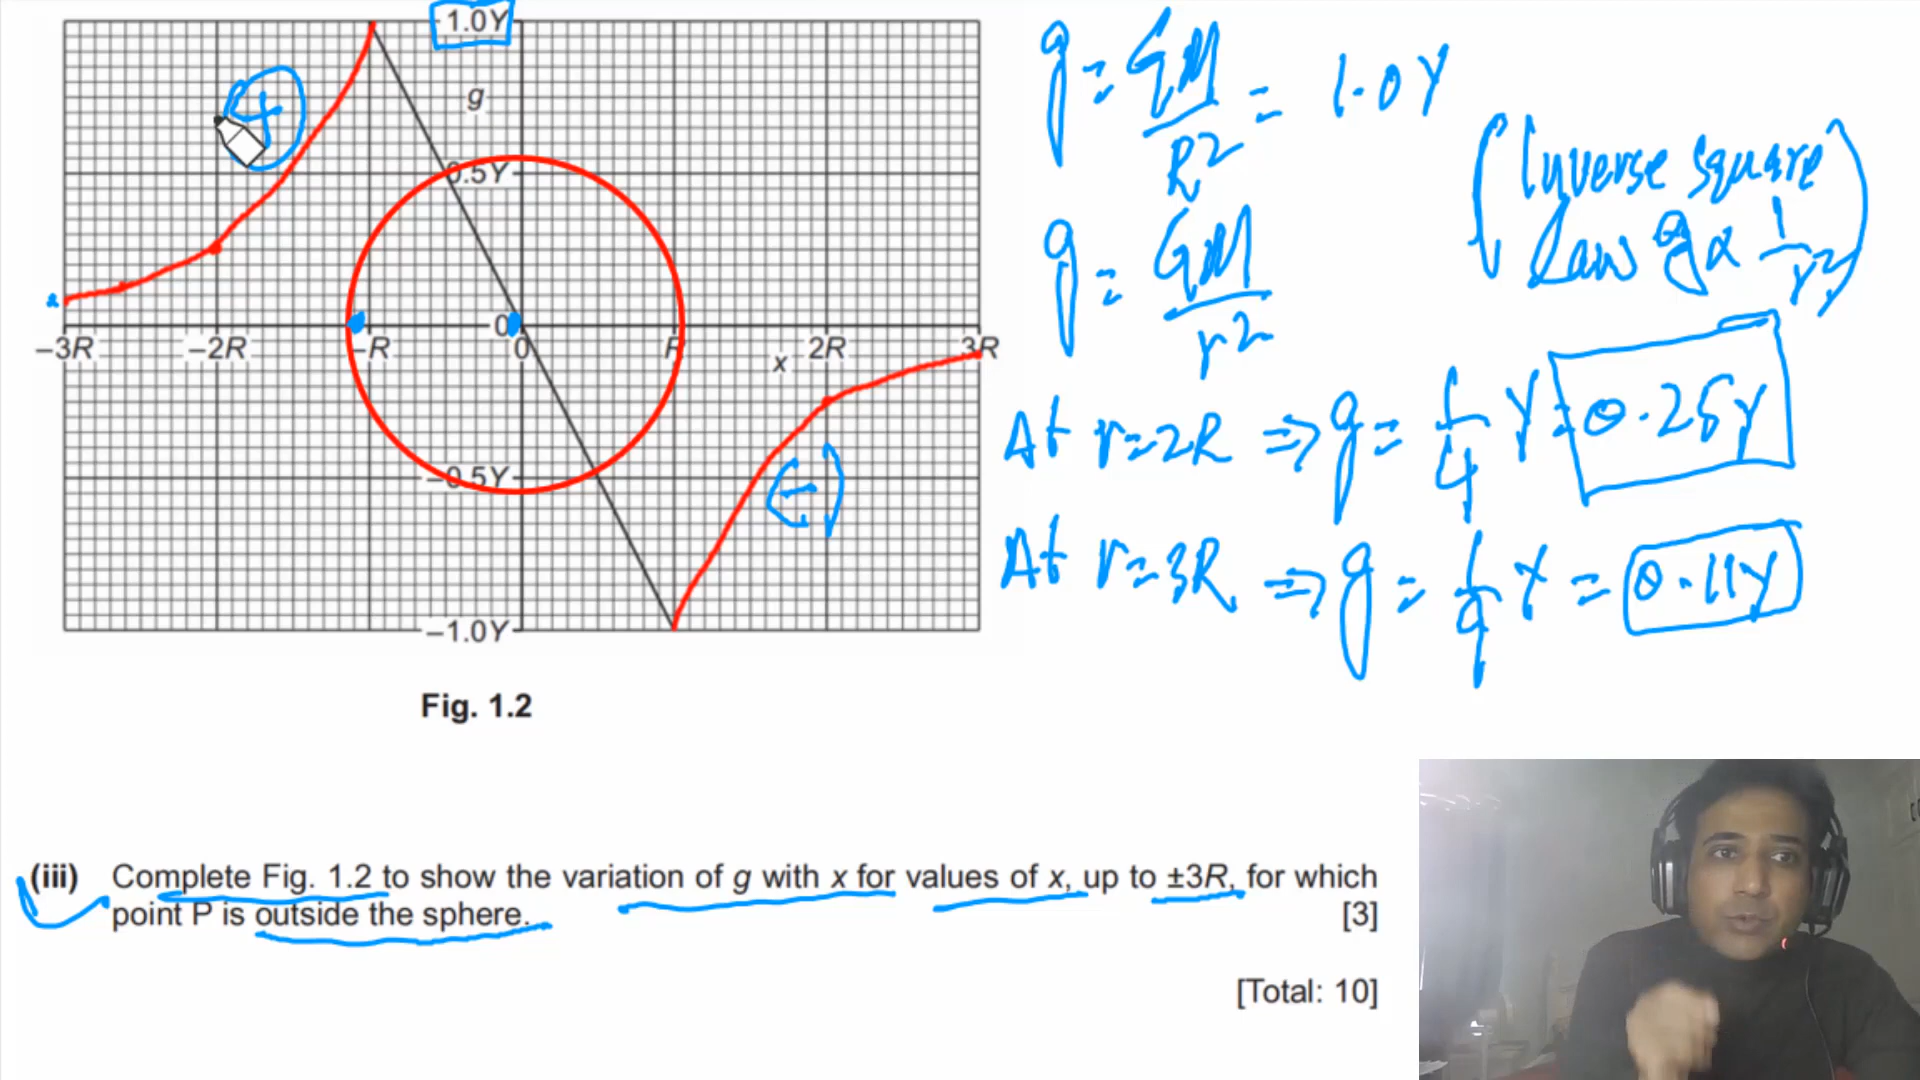 1.0Y
g = GM/R² = 1.0Y
+
g
(Inverse square
law g α 1/r²)
0.5Y
g = GM/r²
0
−3R −2R −R 0 R x 2R 3R
At r=2R ⇒ g = 1/4 Y = 0.25Y
−0.5Y
(−)
At r=3R ⇒ g = 1/9 Y = 0.11Y
−1.0Y
Fig. 1.2
(iii) Complete Fig. 1.2 to show the variation of g with x for values of x, up to ±3R, for which
point P is outside the sphere. [3]
[Total: 10]